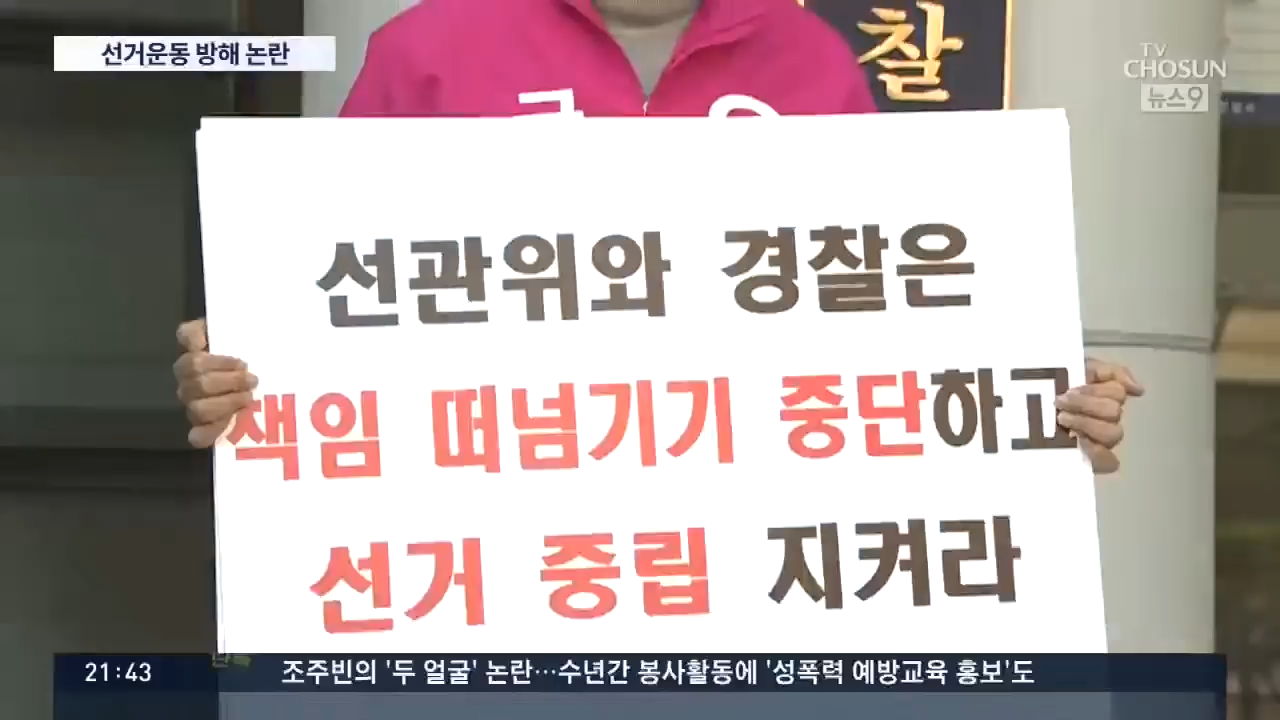 선거운동 방해 논란
찰
TV
CHOSUN
뉴스9
선관위와 경찰은
책임 떠넘기기 중단하고
선거 중립 지켜라
21:43
조주빈의 '두 얼굴' 논란…수년간 봉사활동에 '성폭력 예방교육 홍보'도